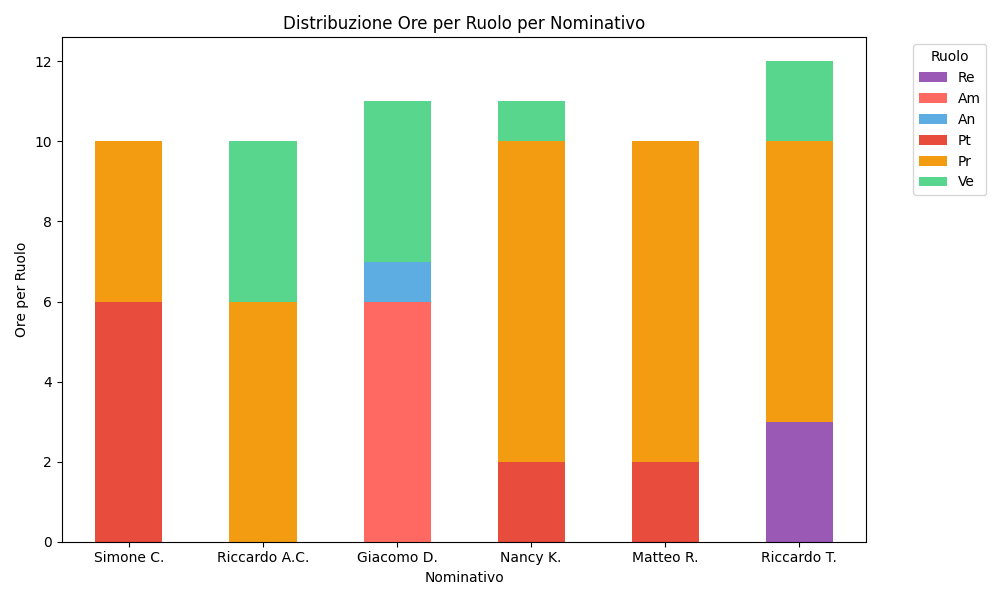 Distribuzione Ore per Ruolo per Nominativo
Ore per Ruolo
12
10
8
6
4
2
0
Simone C.
Riccardo A.C.
Giacomo D.
Nancy K.
Matteo R.
Riccardo T.
Nominativo
Ruolo
Re
Am
An
Pt
Pr
Ve